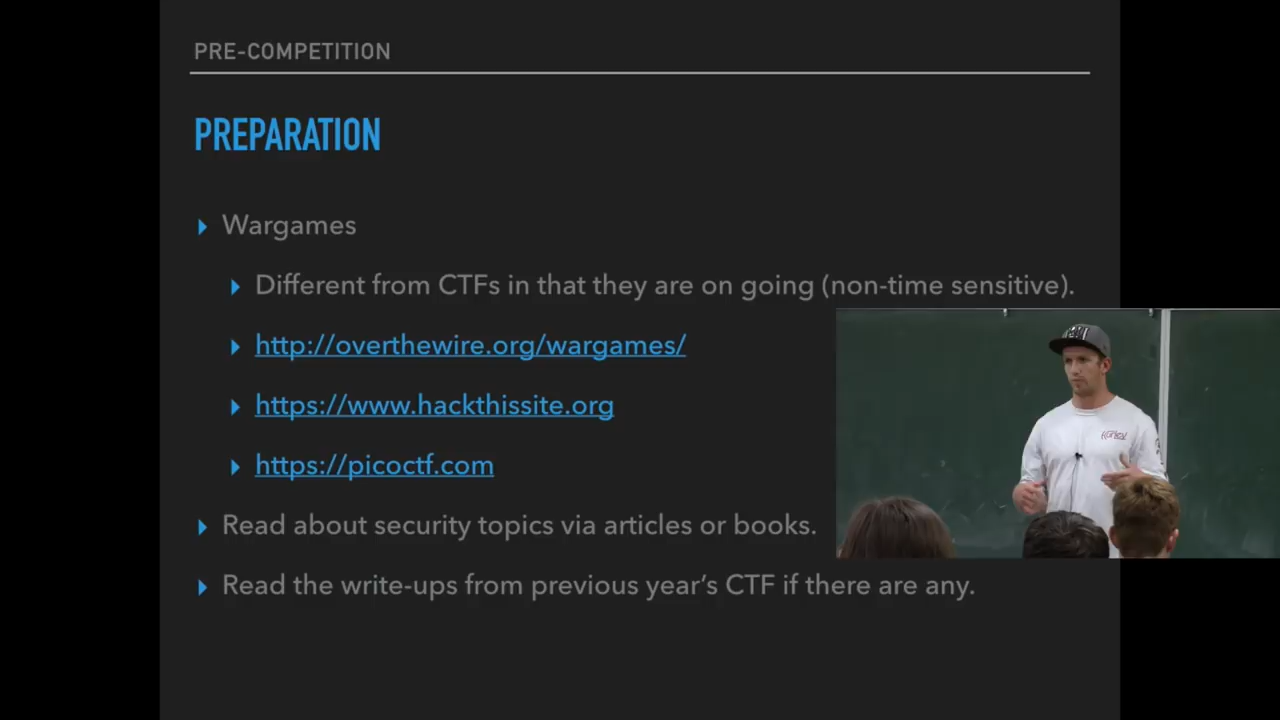 PRE-COMPETITION
PREPARATION
Wargames
Different from CTFs in that they are on going (non-time sensitive).
http://overthewire.org/wargames/
https://www.hackthissite.org
https://picoctf.com
Read about security topics via articles or books.
Read the write-ups from previous year’s CTF if there are any.
Hurley